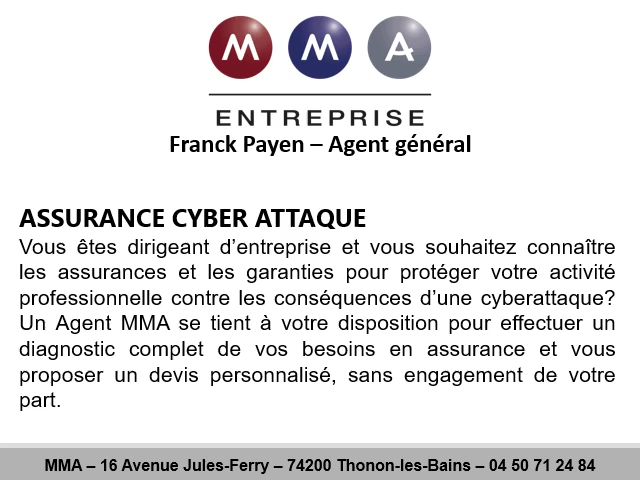 M M A
ENTREPRISE
Franck Payen – Agent général
ASSURANCE CYBER ATTAQUE
Vous êtes dirigeant d’entreprise et vous souhaitez connaître
les assurances et les garanties pour protéger votre activité
professionnelle contre les conséquences d’une cyberattaque?
Un Agent MMA se tient à votre disposition pour effectuer un
diagnostic complet de vos besoins en assurance et vous
proposer un devis personnalisé, sans engagement de votre
part.
MMA – 16 Avenue Jules-Ferry – 74200 Thonon-les-Bains – 04 50 71 24 84